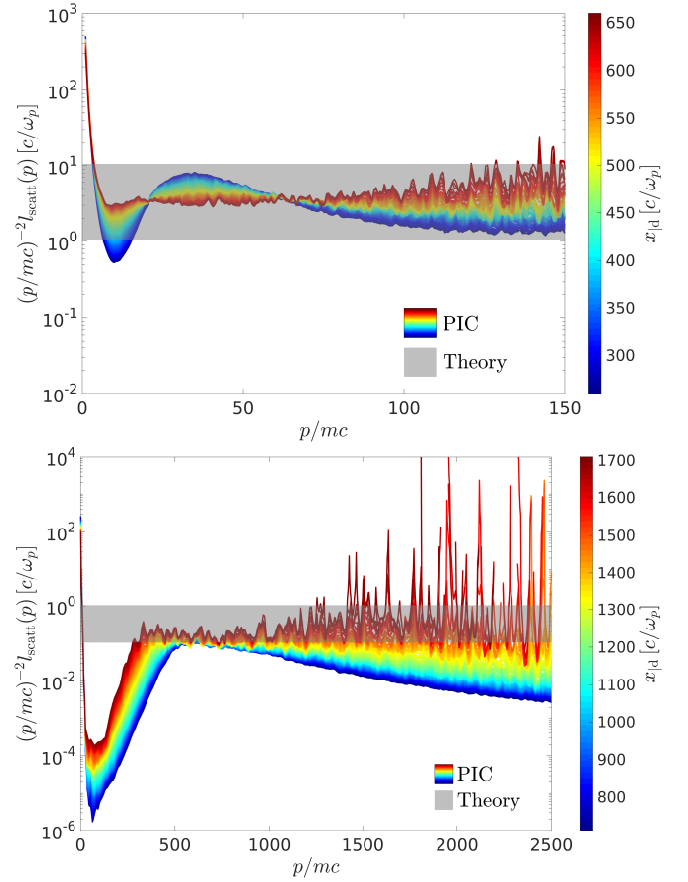 10^3
10^2
10^1
10^0
10^-1
10^-2
(p/mc)^{-2} l_scatt(p) [c/ω_p]
0 50 100 150
p/mc
PIC
Theory
650
600
550
500
450
400
350
300
x_{|d} [c/ω_p]
10^4
10^2
10^0
10^-2
10^-4
10^-6
(p/mc)^{-2} l_scatt(p) [c/ω_p]
0 500 1000 1500 2000 2500
p/mc
PIC
Theory
1700
1600
1500
1400
1300
1200
1100
1000
900
800
x_{|d} [c/ω_p]